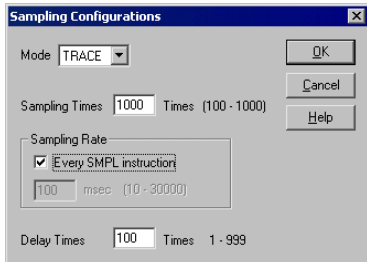 Sampling Configurations
Mode TRACE
OK
Cancel
Help
Sampling Times 1000 Times (100 - 1000)
Sampling Rate
Every SMPL instruction
100 msec (10 - 30000)
Delay Times 100 Times 1 - 999